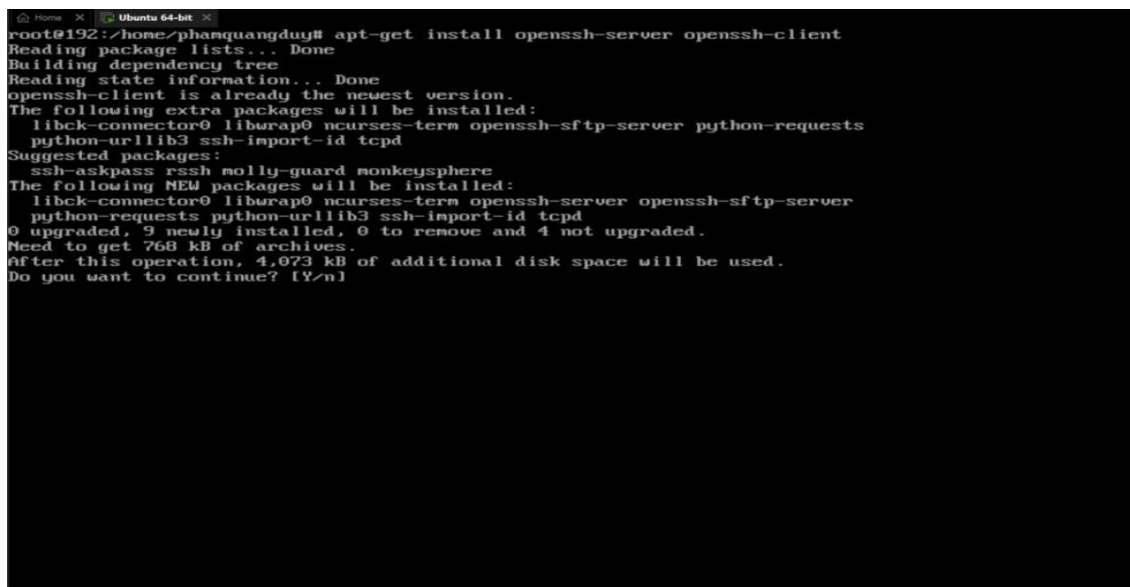 Home × Ubuntu 64-bit ×
root@192:/home/phamquangduy# apt-get install openssh-server openssh-client
Reading package lists... Done
Building dependency tree
Reading state information... Done
openssh-client is already the newest version.
The following extra packages will be installed:
  libck-connector0 libwrap0 ncurses-term openssh-sftp-server python-requests
  python-urllib3 ssh-import-id tcpd
Suggested packages:
  ssh-askpass rssh molly-guard monkeysphere
The following NEW packages will be installed:
  libck-connector0 libwrap0 ncurses-term openssh-server openssh-sftp-server
  python-requests python-urllib3 ssh-import-id tcpd
0 upgraded, 9 newly installed, 0 to remove and 4 not upgraded.
Need to get 768 kB of archives.
After this operation, 4,073 kB of additional disk space will be used.
Do you want to continue? [Y/n]